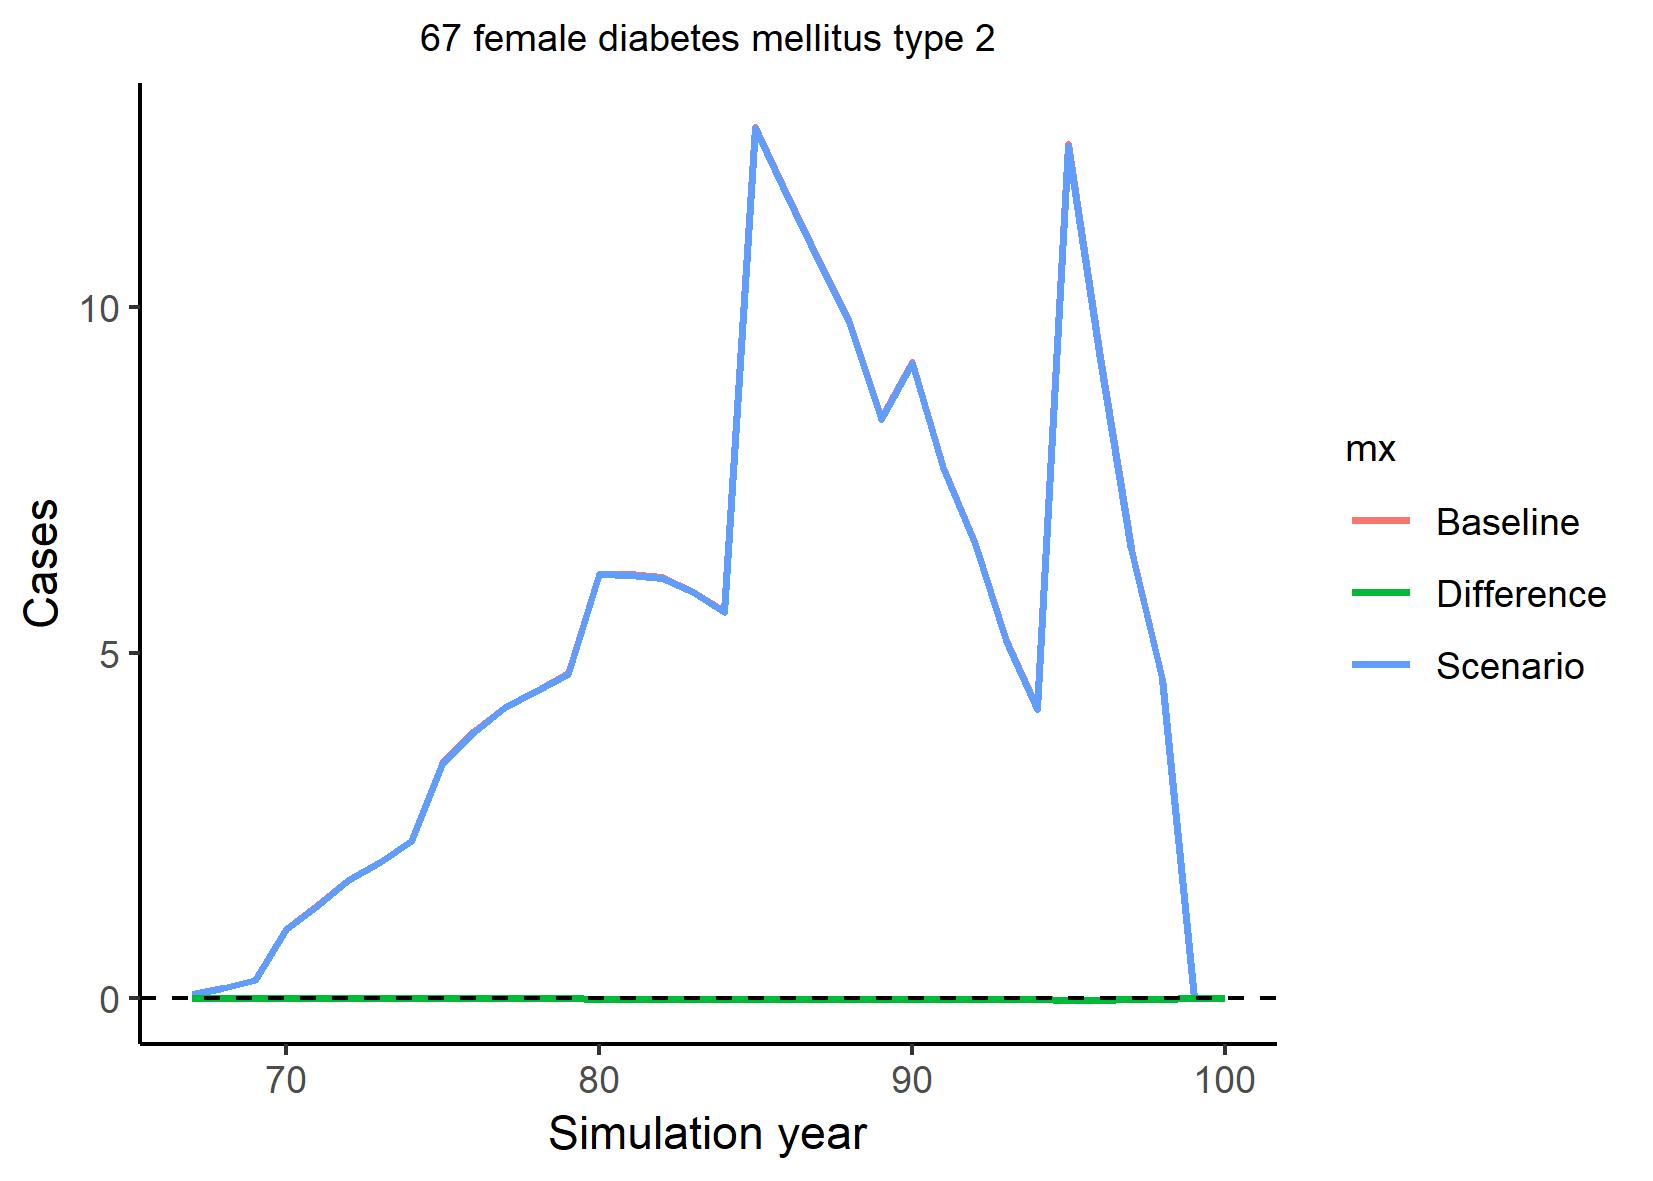 67 female diabetes mellitus type 2
Cases
10
5
0
70 80 90 100
Simulation year
mx
Baseline
Difference
Scenario